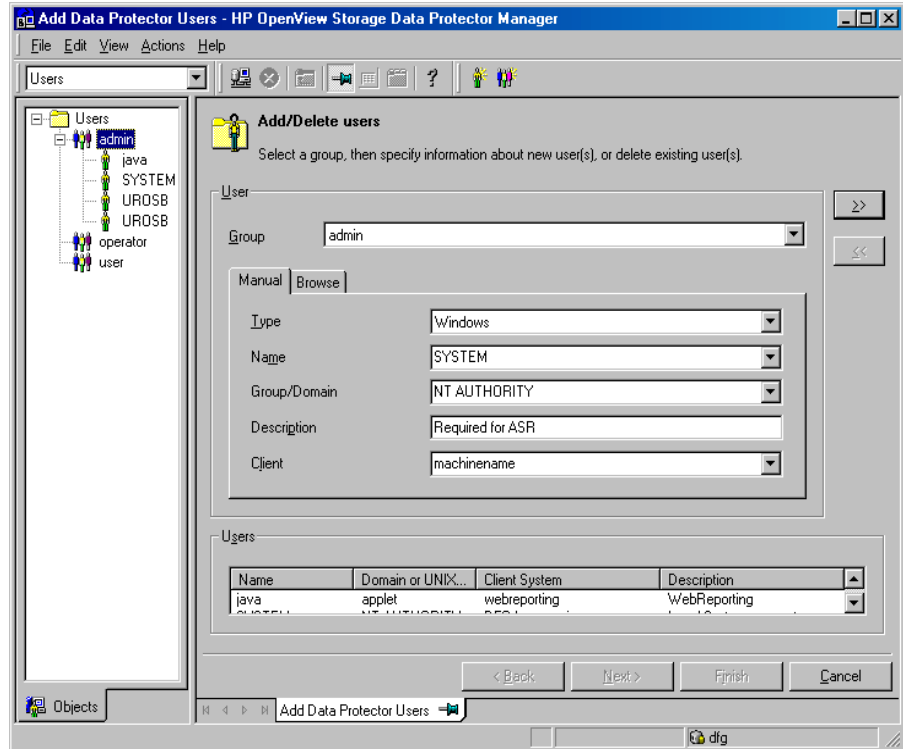 Add Data Protector Users - HP OpenView Storage Data Protector Manager
File Edit View Actions Help
Users
Users
admin
java
SYSTEM
UROSB
UROSB
operator
user
Objects
Add/Delete users
Select a group, then specify information about new user(s), or delete existing user(s).
User
Group admin
>>
<<
Manual Browse
Type Windows
Name SYSTEM
Group/Domain NT AUTHORITY
Description Required for ASR
Client machinename
Users
Name Domain or UNIX... Client System Description
java applet webreporting WebReporting
SYSTEM NT AUTHORITY
< Back Next > Finish Cancel
Add Data Protector Users
dfg